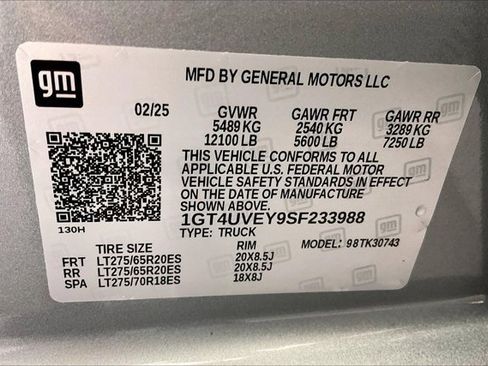 gm
MFD BY GENERAL MOTORS LLC
02/25 GVWR GAWR FRT GAWR RR
5489 KG 2540 KG 3289 KG
12100 LB 5600 LB 7250 LB
THIS VEHICLE CONFORMS TO ALL
APPLICABLE U.S. FEDERAL MOTOR
VEHICLE SAFETY STANDARDS IN EFFECT
ON THE DATE OF MANUFACTURE
SHOWN ABOVE.
1GT4UVEY9SF233988
TYPE: TRUCK
130H
TIRE SIZE RIM MODEL: 98TK30743
FRT LT275/65R20ES 20X8.5J
RR LT275/65R20ES 20X8.5J
SPA LT275/70R18ES 18X8J